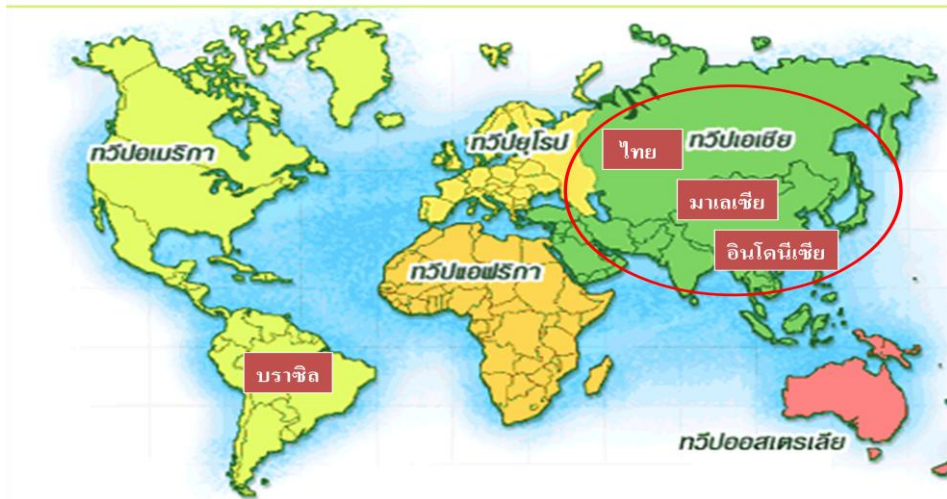 ทวีปอเมริกา
ทวีปยุโรป
ไทย
ทวีปเอเชีย
มาเลเซีย
อินโดนีเซีย
ทวีปแอฟริกา
บราซิล
ทวีปออสเตรเลีย